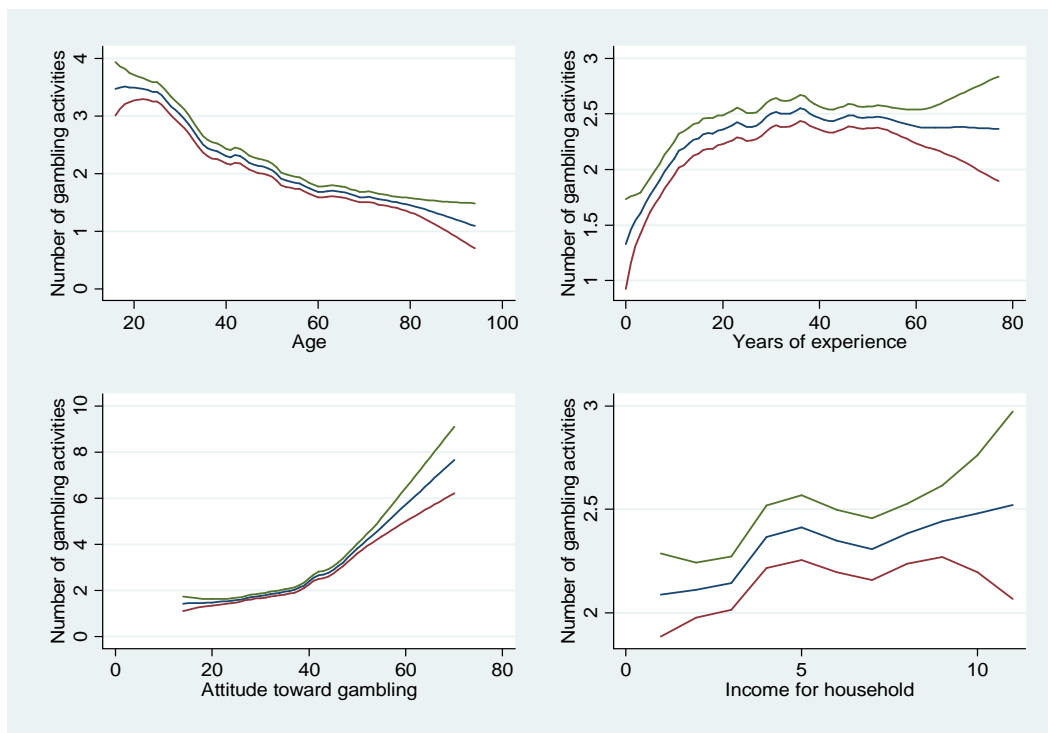 Number of gambling activities
4
3
2
1
0
20 40 60 80 100
Age
Number of gambling activities
3
2.5
2
1.5
1
0 20 40 60 80
Years of experience
Number of gambling activities
10
8
6
4
2
0
0 20 40 60 80
Attitude toward gambling
Number of gambling activities
3
2.5
2
0 5 10
Income for household